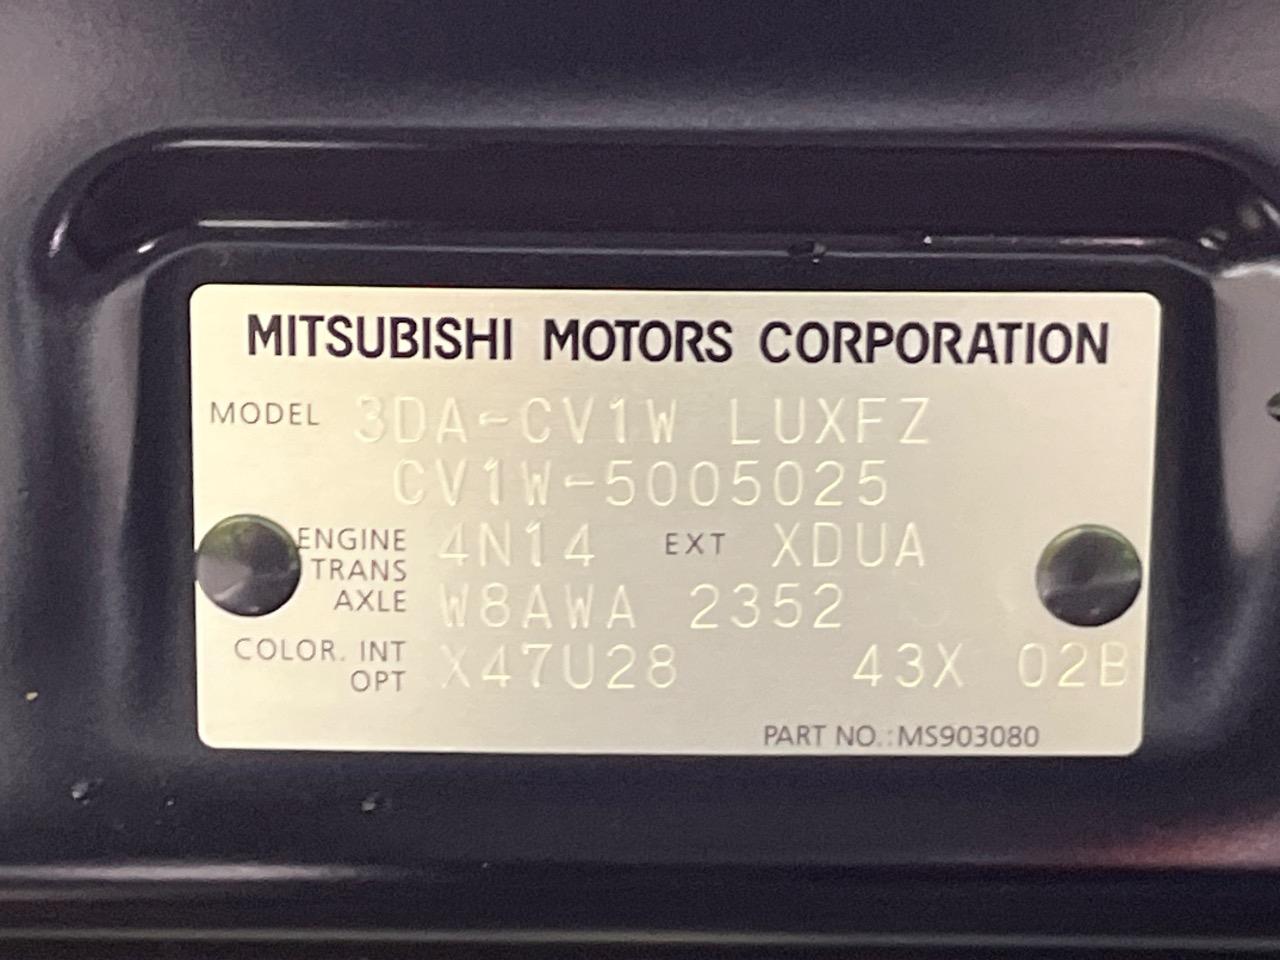 MITSUBISHI MOTORS CORPORATION
MODEL 3DA-CV1W LUXFZ
CV1W-5005025
ENGINE 4N14 EXT XDUA
TRANS
AXLE W8AWA 2352
COLOR. INT
OPT X47U28 43X 02B
PART NO.:MS903080